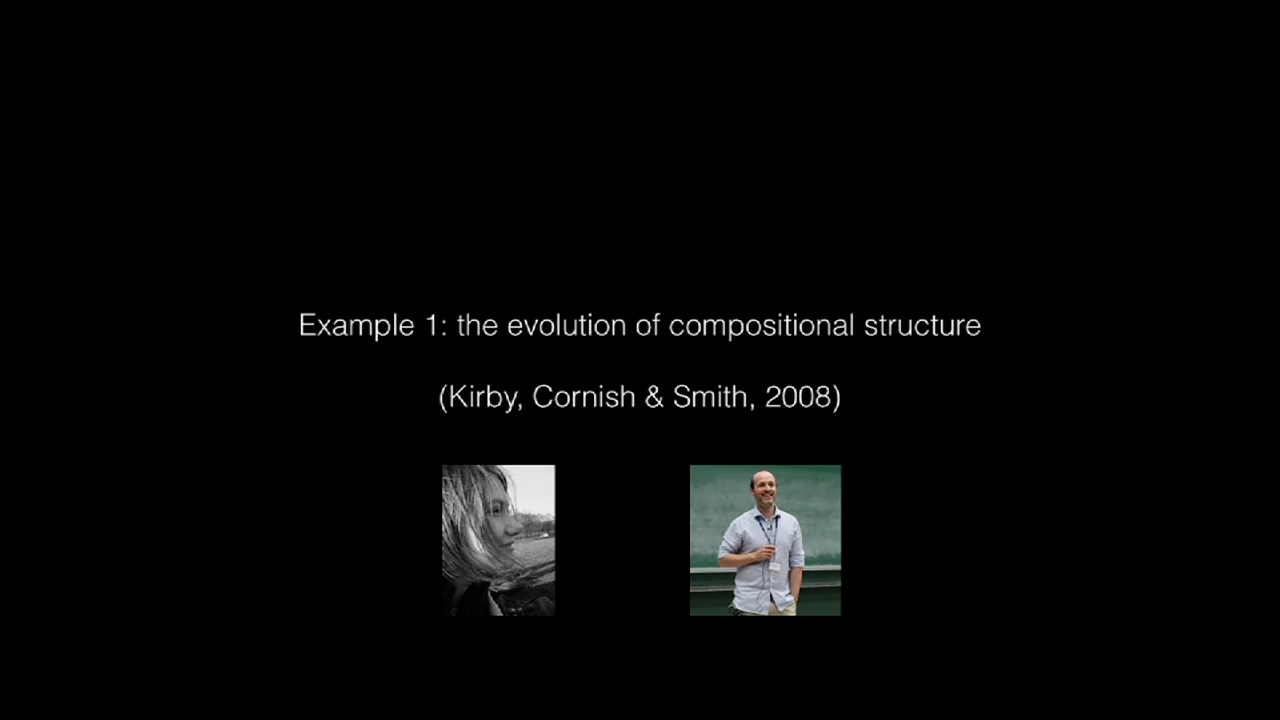 Example 1: the evolution of compositional structure
(Kirby, Cornish & Smith, 2008)